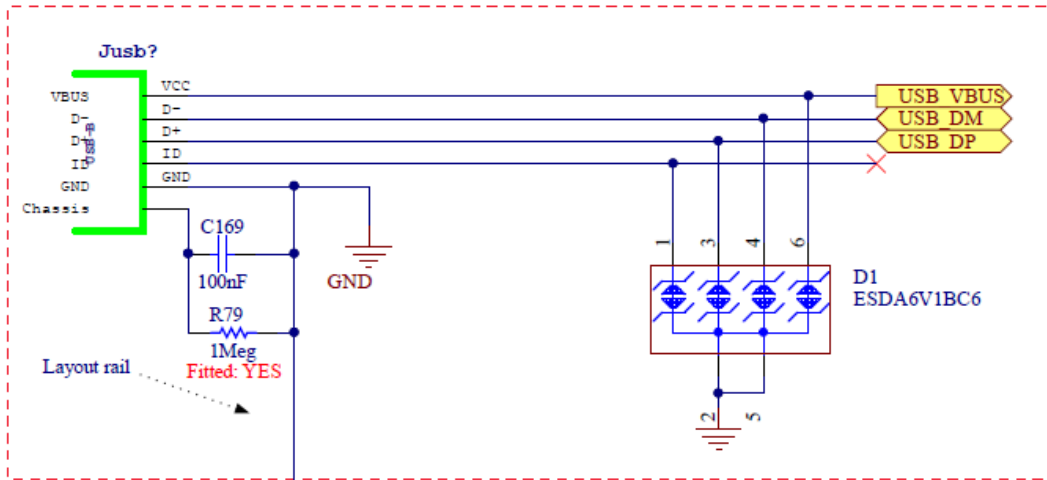 Jusb?
VBUS VCC
D- D-
D+ D+
ID ID
GND GND
Chassis
USB_VBUS
USB_DM
USB_DP
C169
100nF
GND
R79
1Meg
Fitted: YES
Layout rail
1 3 4 6
D1
ESDA6V1BC6
2 5